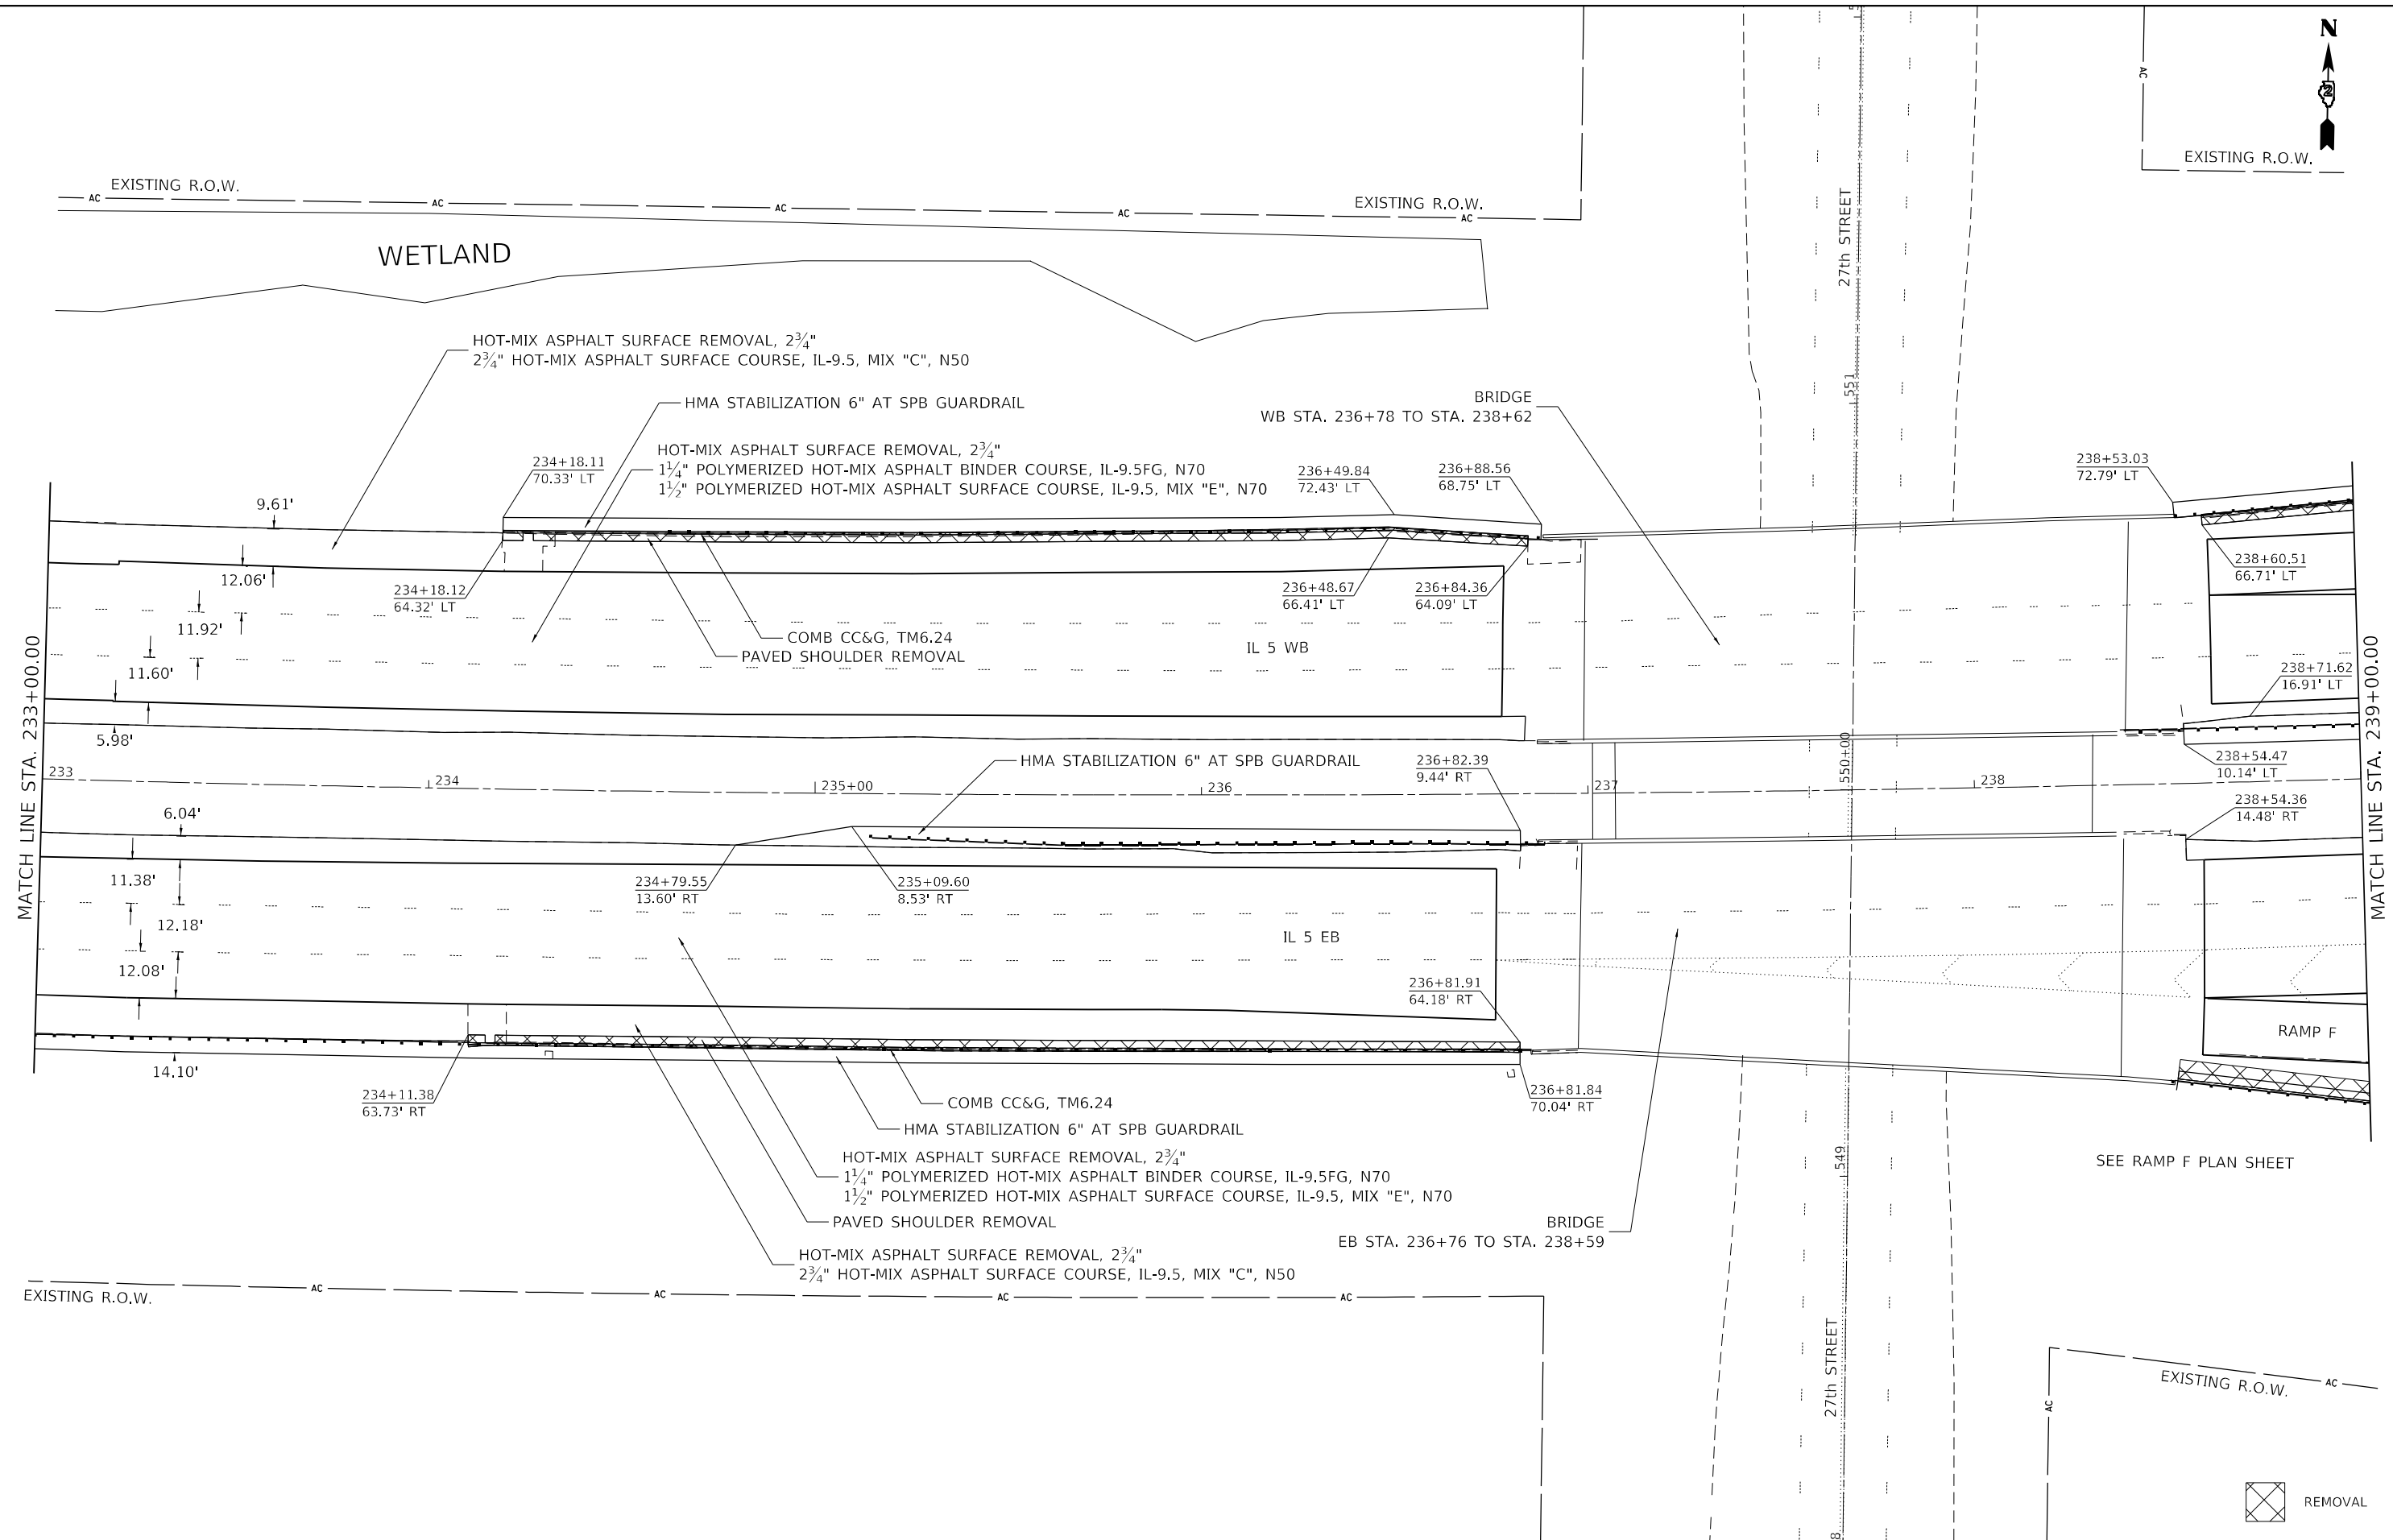 N
EXISTING R.O.W.
EXISTING R.O.W.
EXISTING R.O.W.
AC
AC
AC
AC
AC
AC
WETLAND
27th STREET
551
HOT-MIX ASPHALT SURFACE REMOVAL, 2¾"
2¾" HOT-MIX ASPHALT SURFACE COURSE, IL-9.5, MIX "C", N50
HMA STABILIZATION 6" AT SPB GUARDRAIL
BRIDGE
WB STA. 236+78 TO STA. 238+62
HOT-MIX ASPHALT SURFACE REMOVAL, 2¾"
1¼" POLYMERIZED HOT-MIX ASPHALT BINDER COURSE, IL-9.5FG, N70
1½" POLYMERIZED HOT-MIX ASPHALT SURFACE COURSE, IL-9.5, MIX "E", N70
234+18.11
70.33' LT
236+49.84
72.43' LT
236+88.56
68.75' LT
238+53.03
72.79' LT
9.61'
12.06'
11.92'
11.60'
5.98'
234+18.12
64.32' LT
236+48.67
66.41' LT
236+84.36
64.09' LT
238+60.51
66.71' LT
COMB CC&G, TM6.24
PAVED SHOULDER REMOVAL
IL 5 WB
238+71.62
16.91' LT
MATCH LINE STA. 233+00.00
MATCH LINE STA. 239+00.00
HMA STABILIZATION 6" AT SPB GUARDRAIL
236+82.39
9.44' RT
550+00
238+54.47
10.14' LT
233
234
235+00
236
237
238
238+54.36
14.48' RT
6.04'
11.38'
12.18'
12.08'
14.10'
234+79.55
13.60' RT
235+09.60
8.53' RT
IL 5 EB
236+81.91
64.18' RT
RAMP F
234+11.38
63.73' RT
236+81.84
70.04' RT
COMB CC&G, TM6.24
HMA STABILIZATION 6" AT SPB GUARDRAIL
HOT-MIX ASPHALT SURFACE REMOVAL, 2¾"
1¼" POLYMERIZED HOT-MIX ASPHALT BINDER COURSE, IL-9.5FG, N70
1½" POLYMERIZED HOT-MIX ASPHALT SURFACE COURSE, IL-9.5, MIX "E", N70
PAVED SHOULDER REMOVAL
549
SEE RAMP F PLAN SHEET
BRIDGE
EB STA. 236+76 TO STA. 238+59
HOT-MIX ASPHALT SURFACE REMOVAL, 2¾"
2¾" HOT-MIX ASPHALT SURFACE COURSE, IL-9.5, MIX "C", N50
EXISTING R.O.W.
AC
AC
AC
AC
27th STREET
EXISTING R.O.W.
AC
AC
REMOVAL